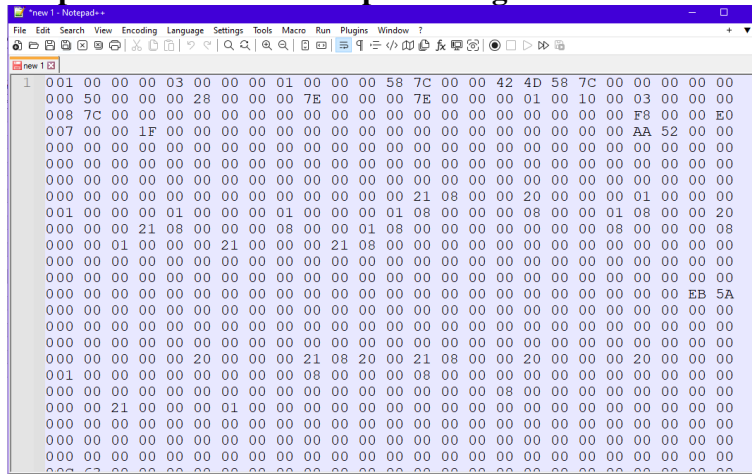 *new 1 - Notepad++
File Edit Search View Encoding Language Settings Tools Macro Run Plugins Window ?
new 1
1 001 00 00 00 03 00 00 00 01 00 00 00 58 7C 00 00 42 4D 58 7C 00 00 00 00 00
000 50 00 00 00 28 00 00 00 7E 00 00 00 7E 00 00 00 01 00 10 00 03 00 00 00
008 7C 00 00 00 00 00 00 00 00 00 00 00 00 00 00 00 00 00 00 00 F8 00 00 E0
007 00 00 1F 00 00 00 00 00 00 00 00 00 00 00 00 00 00 00 00 00 00 AA 52 00 00
000 00 00 00 00 00 00 00 00 00 00 00 00 00 00 00 00 00 00 00 00 00 00 00 00
000 00 00 00 00 00 00 00 00 00 00 00 00 00 00 00 00 00 00 00 00 00 00 00 00
000 00 00 00 00 00 00 00 00 00 00 00 00 00 00 00 00 00 00 00 00 00 00 00 00
000 00 00 00 00 00 00 00 00 00 00 00 00 21 08 00 00 20 00 00 00 01 00 00 00
001 00 00 00 01 00 00 00 01 00 00 00 01 08 00 00 00 08 00 00 01 08 00 00 20
000 00 00 21 08 00 00 00 08 00 00 01 08 00 00 00 00 00 00 00 08 00 00 00 08
000 00 01 00 00 00 21 00 00 00 21 08 00 00 00 00 00 00 00 00 00 00 00 00 00
000 00 00 00 00 00 00 00 00 00 00 00 00 00 00 00 00 00 00 00 00 00 00 00 00
000 00 00 00 00 00 00 00 00 00 00 00 00 00 00 00 00 00 00 00 00 00 00 00 00
000 00 00 00 00 00 00 00 00 00 00 00 00 00 00 00 00 00 00 00 00 00 00 EB 5A
000 00 00 00 00 00 00 00 00 00 00 00 00 00 00 00 00 00 00 00 00 00 00 00 00
000 00 00 00 00 00 00 00 00 00 00 00 00 00 00 00 00 00 00 00 00 00 00 00 00
000 00 00 00 00 00 00 00 00 00 00 00 00 00 00 00 00 00 00 00 00 00 00 00 00
000 00 00 00 00 20 00 00 00 21 08 20 00 21 08 00 00 20 00 00 00 20 00 00 00
001 00 00 00 00 00 00 00 00 08 00 00 00 08 00 00 00 00 00 00 00 00 00 00 00
000 00 00 00 00 00 00 00 00 00 00 00 00 00 00 00 08 00 00 00 00 00 00 00 00
000 00 21 00 00 00 01 00 00 00 00 00 00 00 00 00 00 00 00 00 00 00 00 00 00
000 00 00 00 00 00 00 00 00 00 00 00 00 00 00 00 00 00 00 00 00 00 00 00 00
000 00 00 00 00 00 00 00 00 00 00 00 00 00 00 00 00 00 00 00 00 00 00 00 00
000 00 00 00 00 00 00 00 00 00 00 00 00 00 00 00 00 00 00 00 00 00 00 00 00